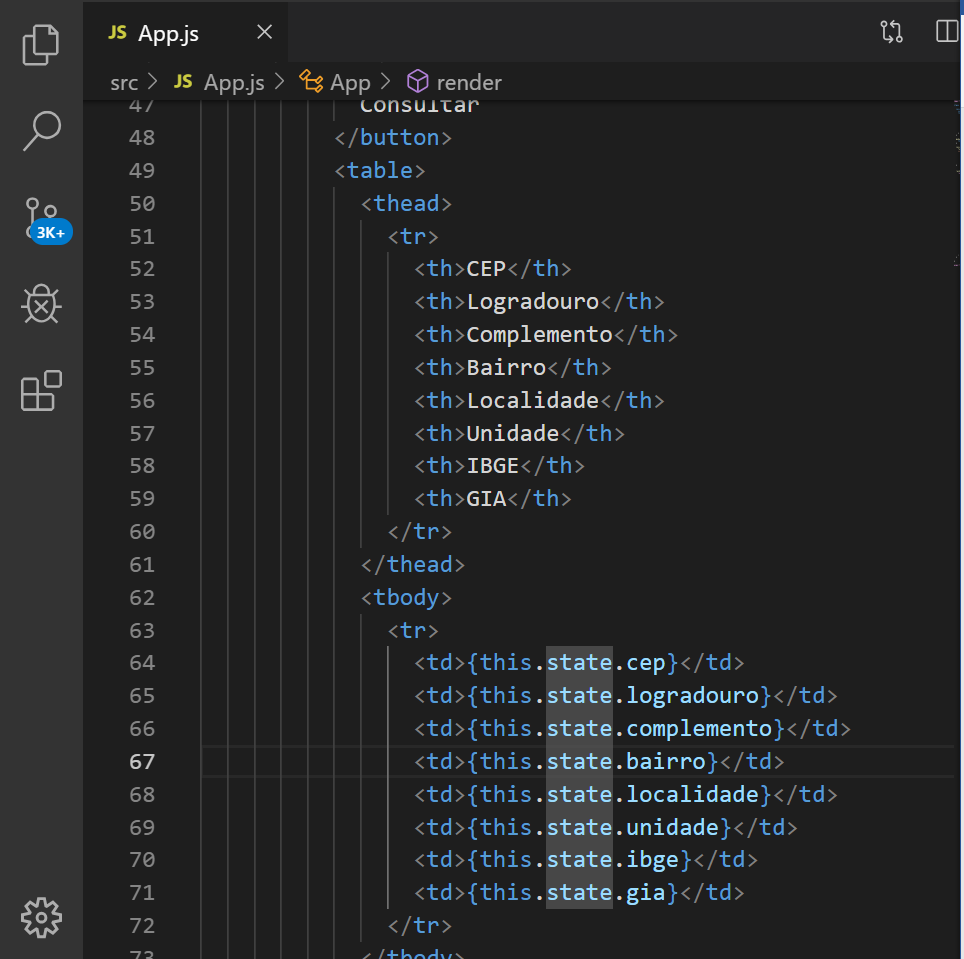 JS App.js
src > JS App.js > App > render
3K+
47 Consultar
48 </button>
49 <table>
50 <thead>
51 <tr>
52 <th>CEP</th>
53 <th>Logradouro</th>
54 <th>Complemento</th>
55 <th>Bairro</th>
56 <th>Localidade</th>
57 <th>Unidade</th>
58 <th>IBGE</th>
59 <th>GIA</th>
60 </tr>
61 </thead>
62 <tbody>
63 <tr>
64 <td>{this.state.cep}</td>
65 <td>{this.state.logradouro}</td>
66 <td>{this.state.complemento}</td>
67 <td>{this.state.bairro}</td>
68 <td>{this.state.localidade}</td>
69 <td>{this.state.unidade}</td>
70 <td>{this.state.ibge}</td>
71 <td>{this.state.gia}</td>
72 </tr>
73 </tbody>